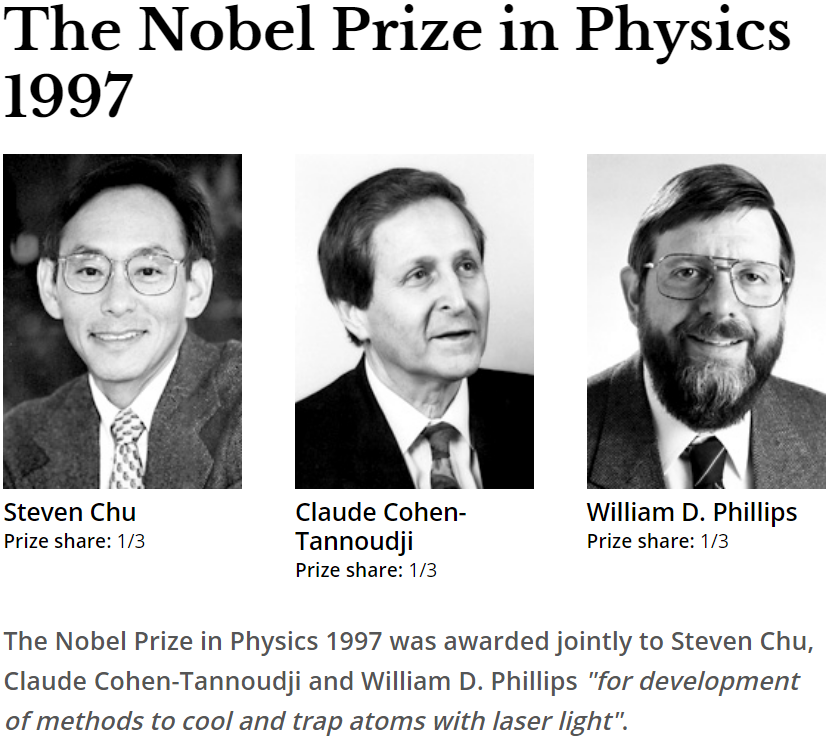 The Nobel Prize in Physics
1997
Steven Chu
Prize share: 1/3
Claude Cohen-
Tannoudji
Prize share: 1/3
William D. Phillips
Prize share: 1/3
The Nobel Prize in Physics 1997 was awarded jointly to Steven Chu,
Claude Cohen-Tannoudji and William D. Phillips "for development
of methods to cool and trap atoms with laser light".